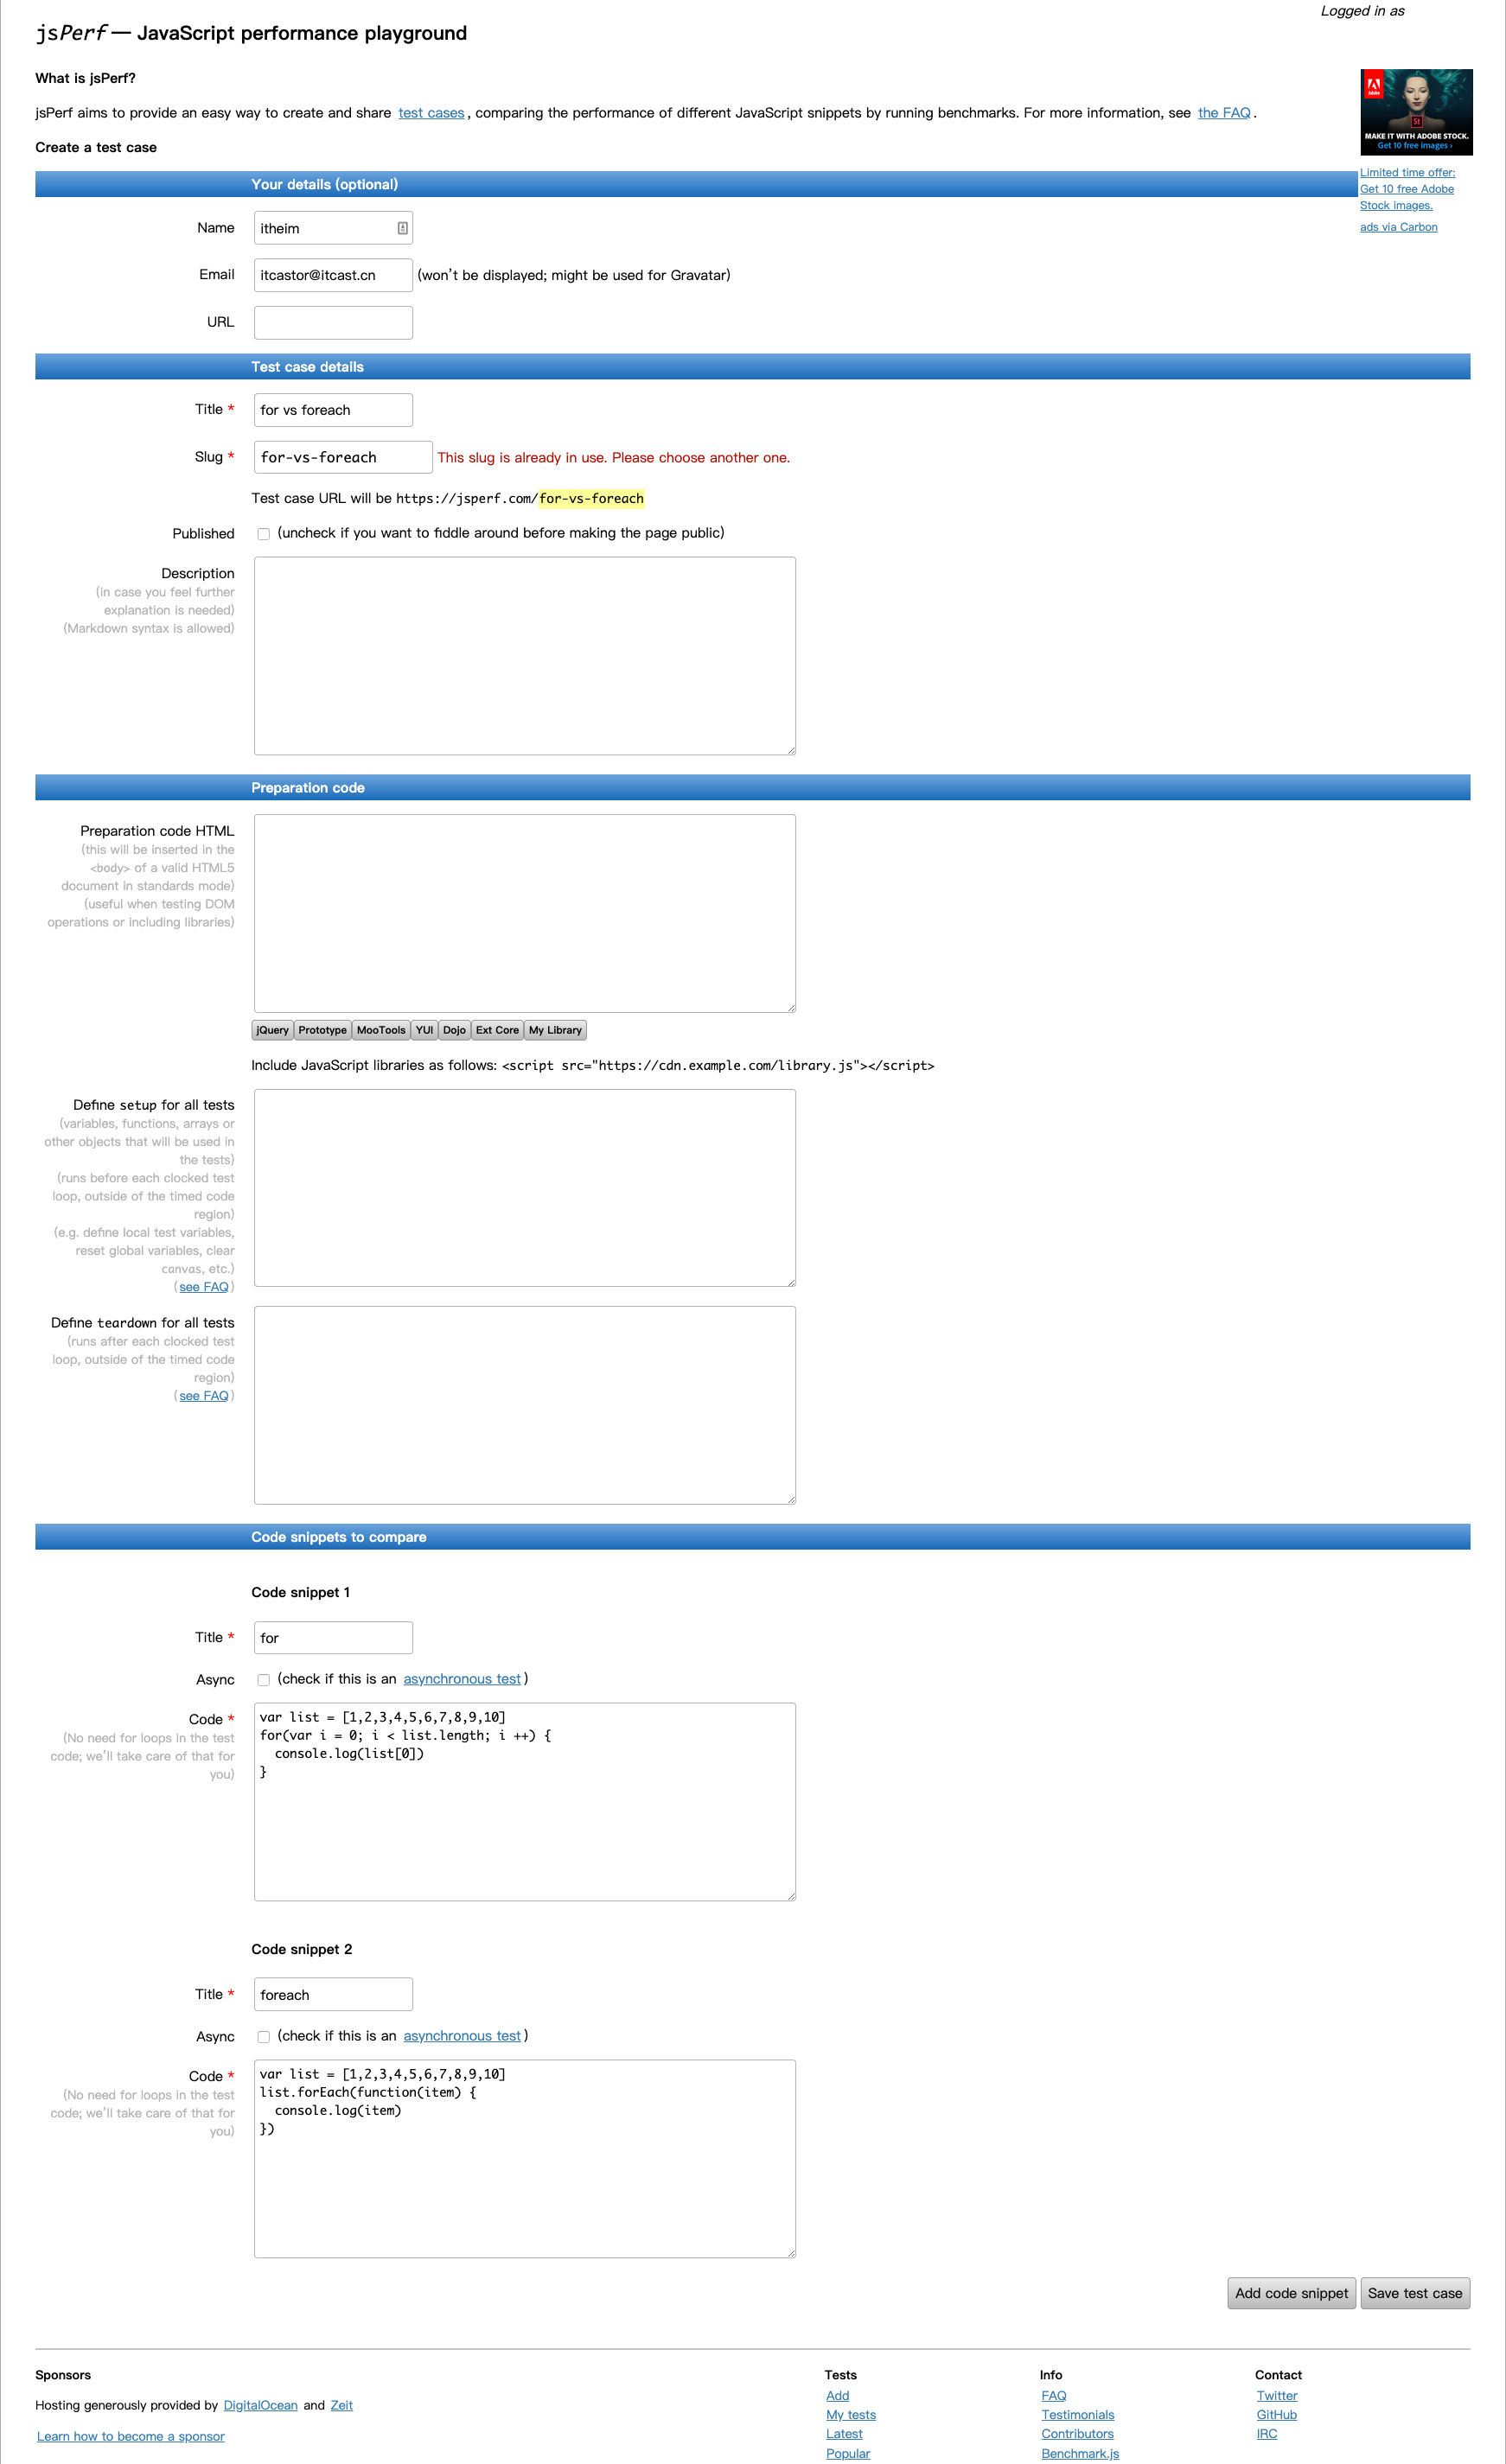 Logged in as
jsPerf — JavaScript performance playground
What is jsPerf?
jsPerf aims to provide an easy way to create and share test cases, comparing the performance of different JavaScript snippets by running benchmarks. For more information, see the FAQ.
Adobe
St
MAKE IT WITH ADOBE STOCK.
Get 10 free images ›
Limited time offer:
Get 10 free Adobe
Stock images.
ads via Carbon
Create a test case
Your details (optional)
Name itheim
Email itcastor@itcast.cn (won't be displayed; might be used for Gravatar)
URL
Test case details
Title * for vs foreach
Slug * for-vs-foreach This slug is already in use. Please choose another one.
Test case URL will be https://jsperf.com/for-vs-foreach
Published (uncheck if you want to fiddle around before making the page public)
Description
(in case you feel further
explanation is needed)
(Markdown syntax is allowed)
Preparation code
Preparation code HTML
(this will be inserted in the
<body> of a valid HTML5
document in standards mode)
(useful when testing DOM
operations or including libraries)
jQuery Prototype MooTools YUI Dojo Ext Core My Library
Include JavaScript libraries as follows: <script src="https://cdn.example.com/library.js"></script>
Define setup for all tests
(variables, functions, arrays or
other objects that will be used in
the tests)
(runs before each clocked test
loop, outside of the timed code
region)
(e.g. define local test variables,
reset global variables, clear
canvas, etc.)
(see FAQ)
Define teardown for all tests
(runs after each clocked test
loop, outside of the timed code
region)
(see FAQ)
Code snippets to compare
Code snippet 1
Title * for
Async (check if this is an asynchronous test)
Code *
(No need for loops in the test
code; we'll take care of that for
you)
var list = [1,2,3,4,5,6,7,8,9,10]
for(var i = 0; i < list.length; i ++) {
  console.log(list[0])
}
Code snippet 2
Title * foreach
Async (check if this is an asynchronous test)
Code *
(No need for loops in the test
code; we'll take care of that for
you)
var list = [1,2,3,4,5,6,7,8,9,10]
list.forEach(function(item) {
  console.log(item)
})
Add code snippet Save test case
Sponsors
Hosting generously provided by DigitalOcean and Zeit
Learn how to become a sponsor
Tests
Add
My tests
Latest
Popular
Info
FAQ
Testimonials
Contributors
Benchmark.js
Contact
Twitter
GitHub
IRC